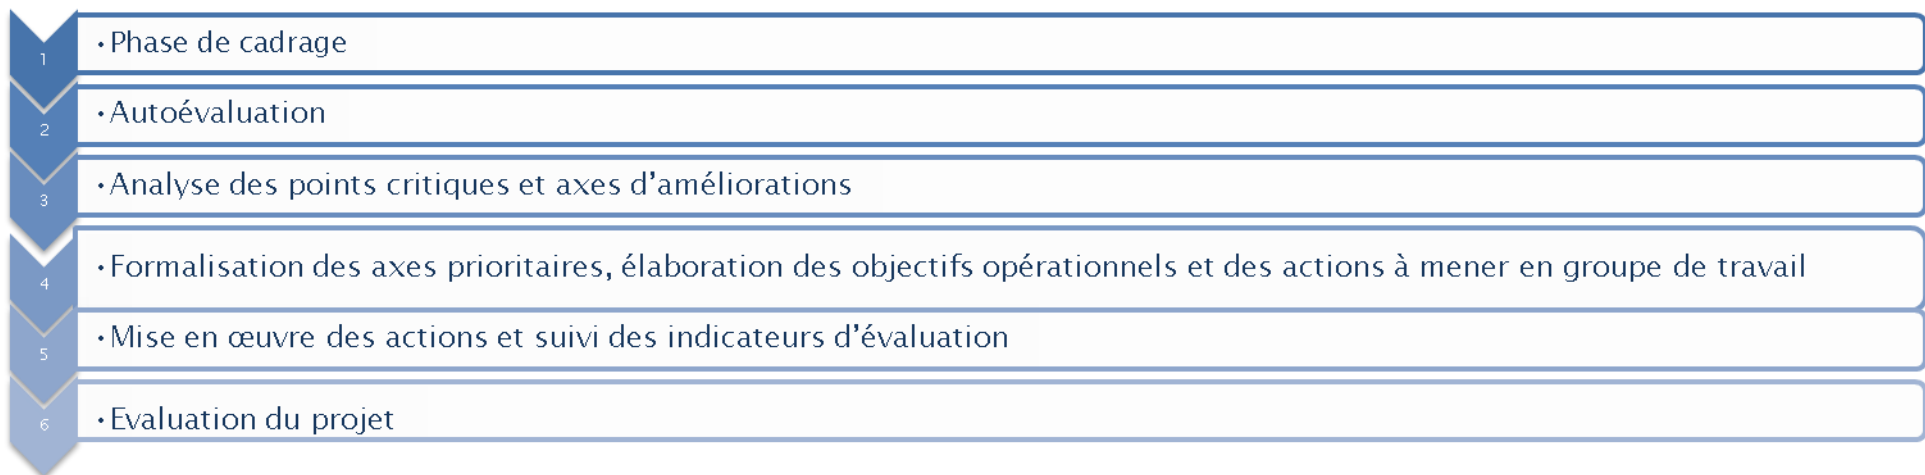 1
•Phase de cadrage
2
•Autoévaluation
3
•Analyse des points critiques et axes d’améliorations
4
•Formalisation des axes prioritaires, élaboration des objectifs opérationnels et des actions à mener en groupe de travail
5
•Mise en œuvre des actions et suivi des indicateurs d’évaluation
6
•Evaluation du projet